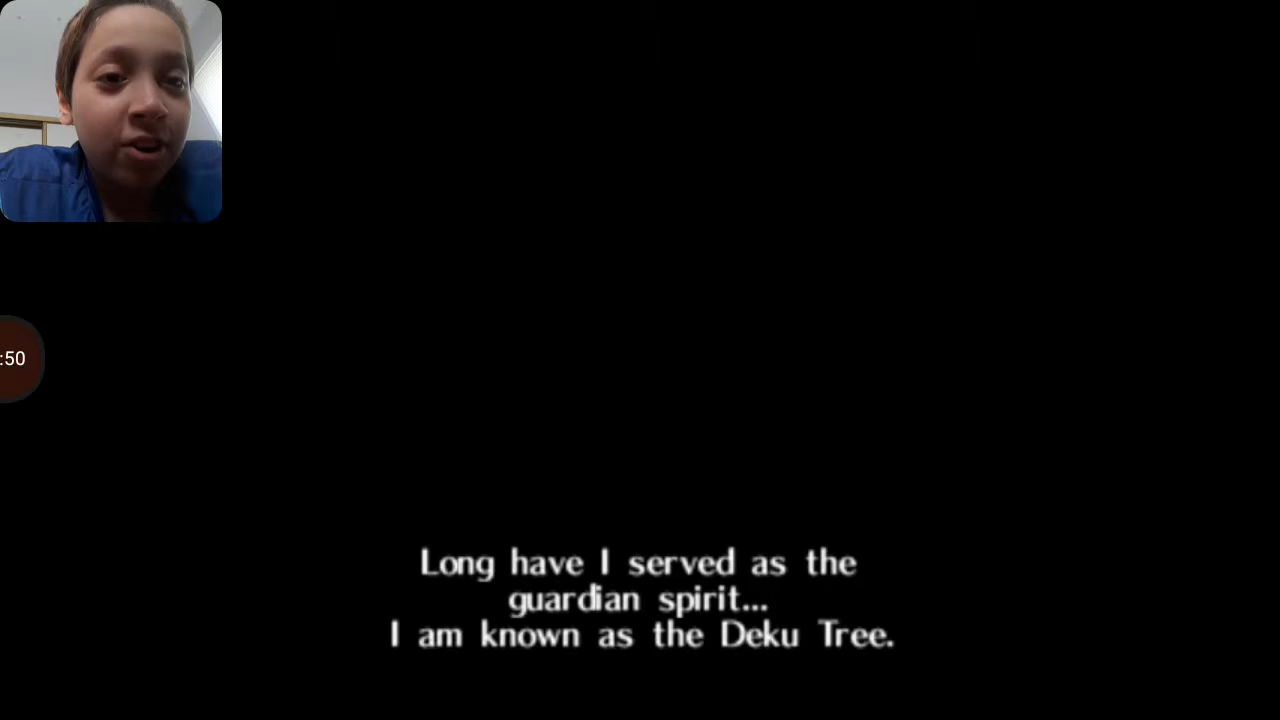 :50
Long have I served as the
guardian spirit...
I am known as the Deku Tree.